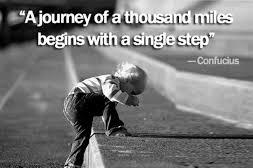 “A journey of a thousand miles
begins with a single step”
— Confucius